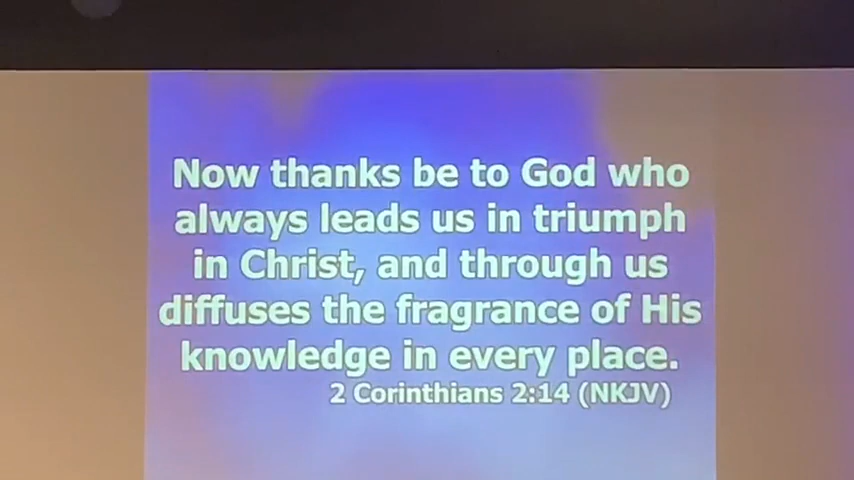 Now thanks be to God who
always leads us in triumph
in Christ, and through us
diffuses the fragrance of His
knowledge in every place.
2 Corinthians 2:14 (NKJV)